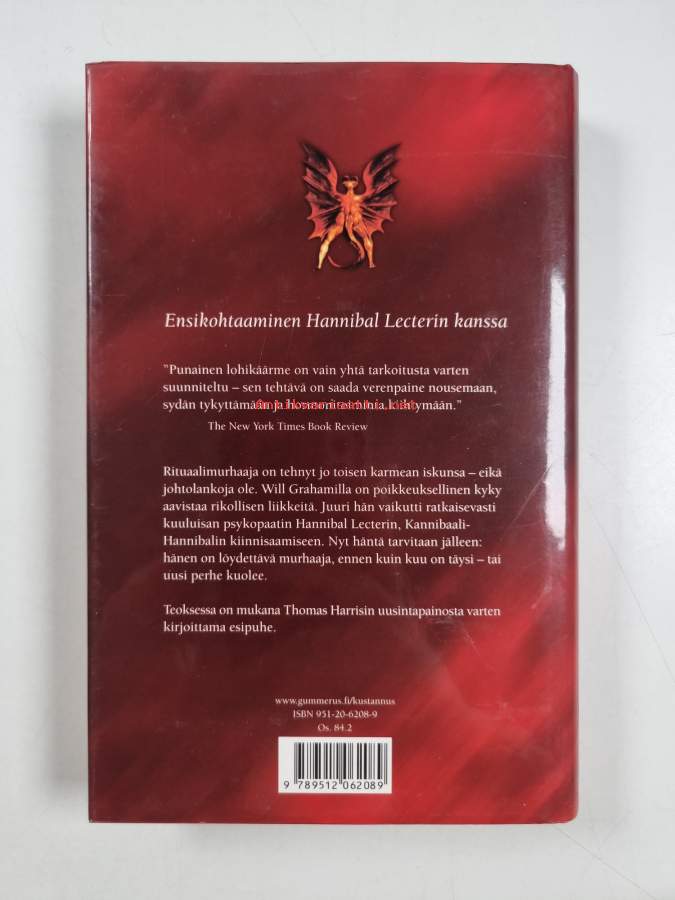 Ensikohtaaminen Hannibal Lecterin kanssa
"Punainen lohikäärme on vain yhtä tarkoitusta varten
suunniteltu – sen tehtävä on saada verenpaine nousemaan,
sydän tykyttämään ja hormonitoiminta kiihtymään."
The New York Times Book Review
Rituaalimurhaaja on tehnyt jo toisen karmean iskunsa – eikä
johtolankoja ole. Will Grahamilla on poikkeuksellinen kyky
aavistaa rikollisen liikkeitä. Juuri hän vaikutti ratkaisevasti
kuuluisan psykopaatin Hannibal Lecterin, Kannibaali-
Hannibalin kiinnisaamiseen. Nyt häntä tarvitaan jälleen:
hänen on löydettävä murhaaja, ennen kuin kuu on täysi – tai
uusi perhe kuolee.
Teoksessa on mukana Thomas Harrisin uusintapainosta varten
kirjoittama esipuhe.
www.gummerus.fi/kustannus
ISBN 951-20-6208-9
Os. 84.2
9 789512 062089